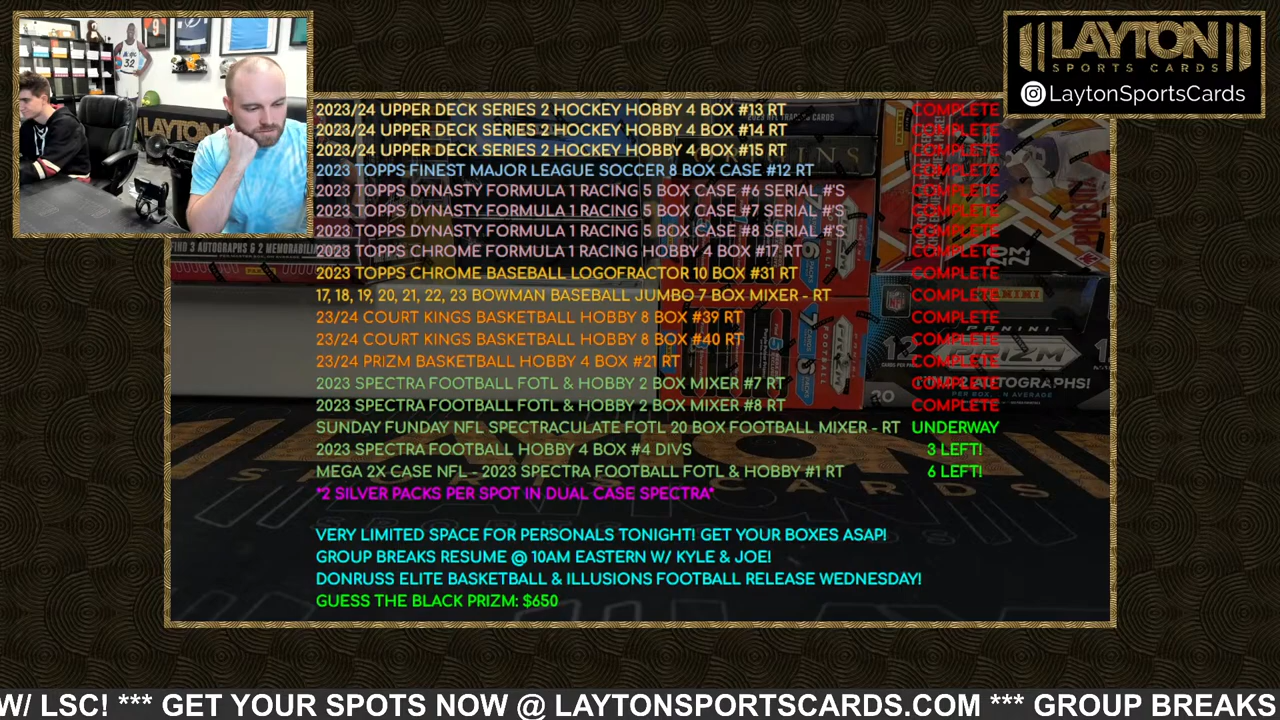 LAYTON
SPORTS CARDS
LaytonSportsCards
2023/24 UPPER DECK SERIES 2 HOCKEY HOBBY 4 BOX #13 RT COMPLETE
2023/24 UPPER DECK SERIES 2 HOCKEY HOBBY 4 BOX #14 RT COMPLETE
2023/24 UPPER DECK SERIES 2 HOCKEY HOBBY 4 BOX #15 RT COMPLETE
2023 TOPPS FINEST MAJOR LEAGUE SOCCER 8 BOX CASE #12 RT COMPLETE
2023 TOPPS DYNASTY FORMULA 1 RACING 5 BOX CASE #6 SERIAL #'S COMPLETE
2023 TOPPS DYNASTY FORMULA 1 RACING 5 BOX CASE #7 SERIAL #'S COMPLETE
2023 TOPPS DYNASTY FORMULA 1 RACING 5 BOX CASE #8 SERIAL #'S COMPLETE
2023 TOPPS CHROME FORMULA 1 RACING HOBBY 4 BOX #17 RT COMPLETE
2023 TOPPS CHROME BASEBALL LOGOFRACTOR 10 BOX #31 RT COMPLETE
17, 18, 19, 20, 21, 22, 23 BOWMAN BASEBALL JUMBO 7 BOX MIXER - RT COMPLETE
23/24 COURT KINGS BASKETBALL HOBBY 8 BOX #39 RT COMPLETE
23/24 COURT KINGS BASKETBALL HOBBY 8 BOX #40 RT COMPLETE
23/24 PRIZM BASKETBALL HOBBY 4 BOX #21 RT COMPLETE
2023 SPECTRA FOOTBALL FOTL & HOBBY 2 BOX MIXER #7 RT COMPLETE
2023 SPECTRA FOOTBALL FOTL & HOBBY 2 BOX MIXER #8 RT COMPLETE
SUNDAY FUNDAY NFL SPECTRACULATE FOTL 20 BOX FOOTBALL MIXER - RT UNDERWAY
2023 SPECTRA FOOTBALL HOBBY 4 BOX #4 DIVS 3 LEFT!
MEGA 2X CASE NFL - 2023 SPECTRA FOOTBALL FOTL & HOBBY #1 RT 6 LEFT!
*2 SILVER PACKS PER SPOT IN DUAL CASE SPECTRA*
VERY LIMITED SPACE FOR PERSONALS TONIGHT! GET YOUR BOXES ASAP!
GROUP BREAKS RESUME @ 10AM EASTERN W/ KYLE & JOE!
DONRUSS ELITE BASKETBALL & ILLUSIONS FOOTBALL RELEASE WEDNESDAY!
GUESS THE BLACK PRIZM: $650
W/ LSC! *** GET YOUR SPOTS NOW @ LAYTONSPORTSCARDS.COM *** GROUP BREAKS